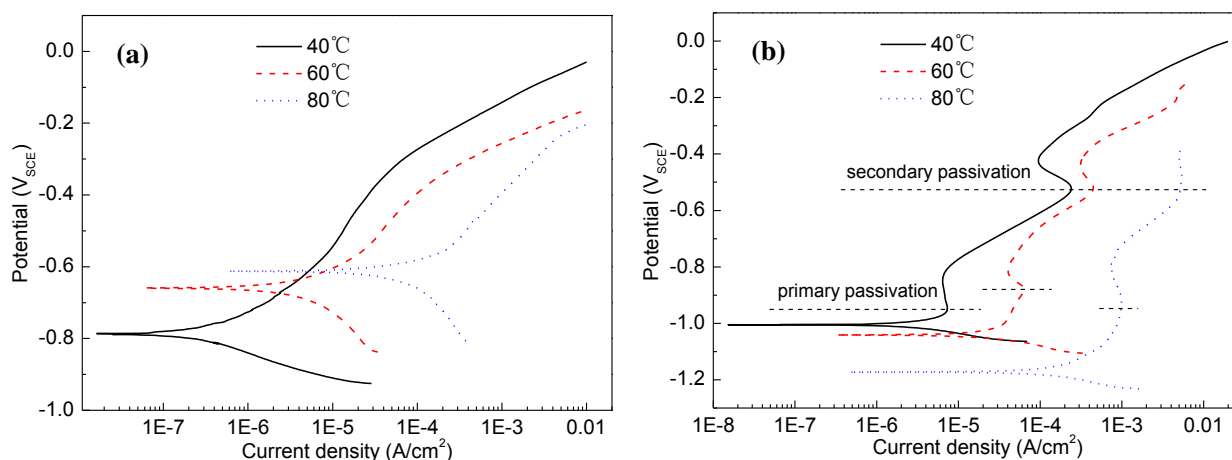 (a)
40℃
60℃
80℃
0.0
-0.2
-0.4
-0.6
-0.8
-1.0
Potential (V_SCE)
1E-7
1E-6
1E-5
1E-4
1E-3
0.01
Current density (A/cm²)
(b)
40℃
60℃
80℃
secondary passivation
primary passivation
0.0
-0.2
-0.4
-0.6
-0.8
-1.0
-1.2
Potential (V_SCE)
1E-8
1E-7
1E-6
1E-5
1E-4
1E-3
0.01
Current density (A/cm²)